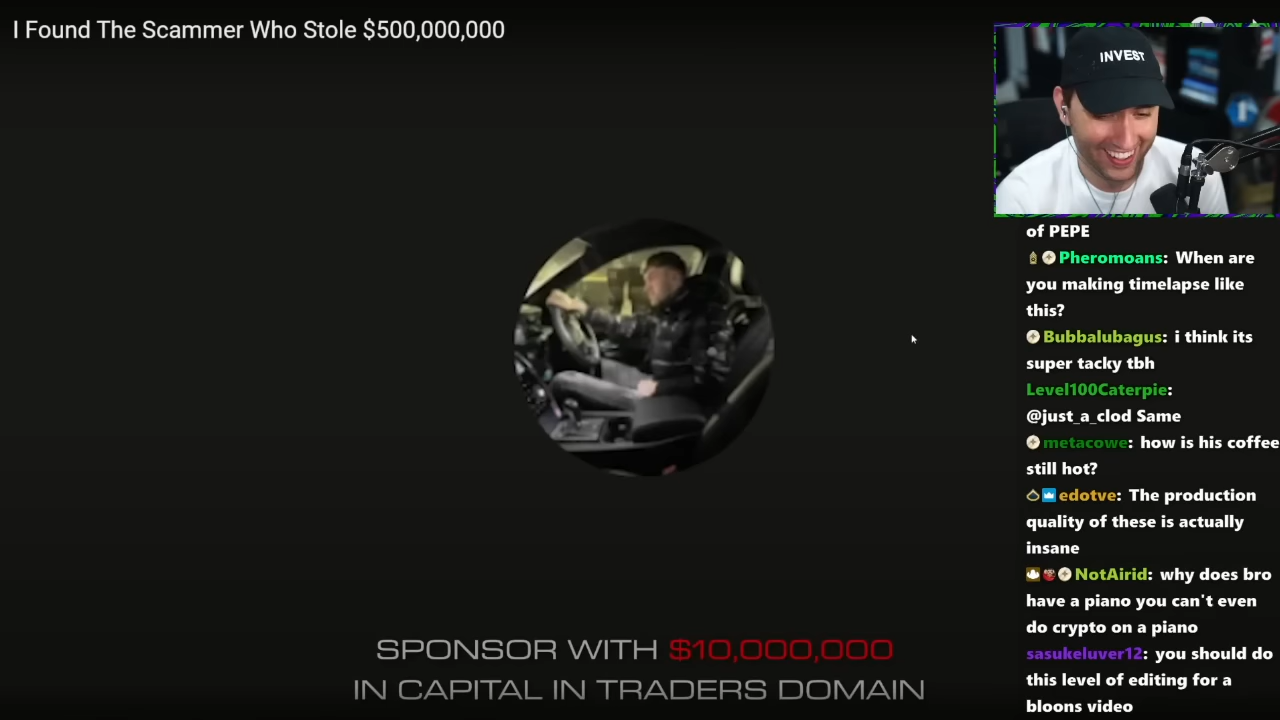 I Found The Scammer Who Stole $500,000,000
INVEST
of PEPE
Pheromoans: When are
you making timelapse like
this?
Bubbalubagus: i think its
super tacky tbh
Level100Caterpie:
@just_a_clod Same
metacowe: how is his coffee
still hot?
edotve: The production
quality of these is actually
insane
NotAirid: why does bro
have a piano you can't even
do crypto on a piano
sasukeluver12: you should do
this level of editing for a
bloons video
SPONSOR WITH $10,000,000
IN CAPITAL IN TRADERS DOMAIN